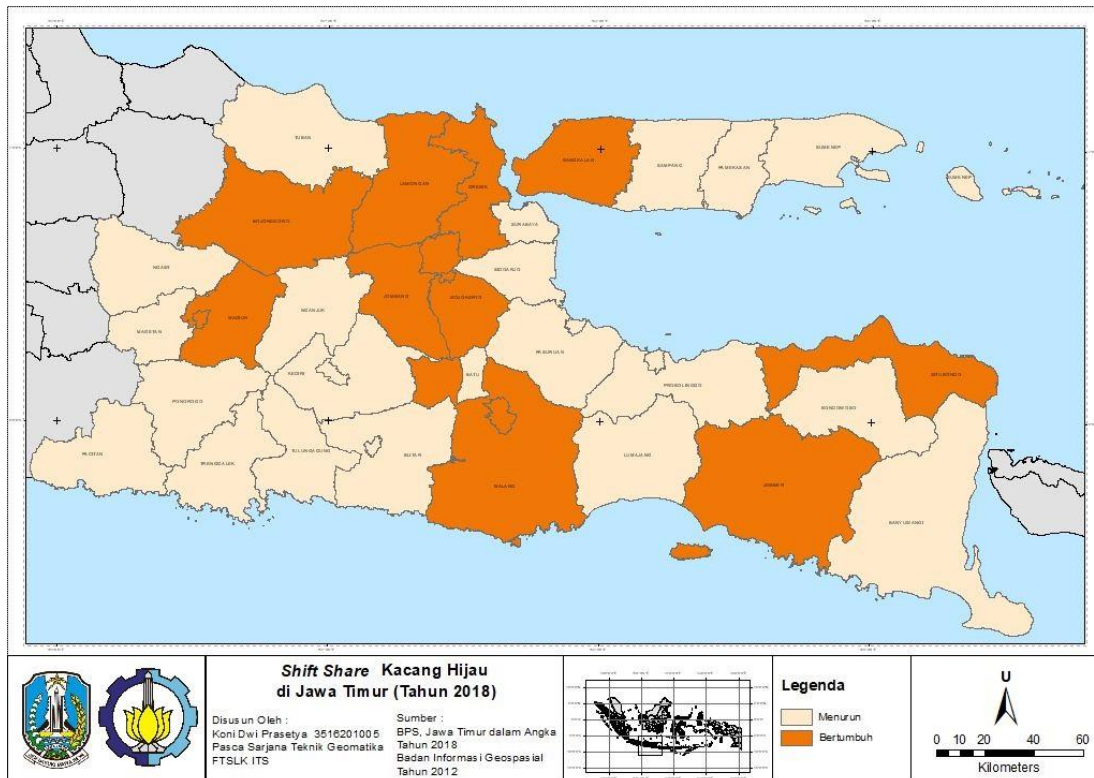 TUBAN
LAMONGAN
GRESIK
BANGKALAN
SAMPANG
PAMEKASAN
SUMENEP
SUMENEP
BOJONEGORO
SURABAYA
NGAWI
SIDOARJO
MADIUN
NGANJUK
JOMBANG
MOJOKERTO
MAGETAN
PASURUAN
KEDIRI
BATU
PROBOLINGGO
SITUBONDO
PONOROGO
BONDOWOSO
PACITAN
TRENGGALEK
TULUNGAGUNG
BLITAR
MALANG
LUMAJANG
JEMBER
BANYUWANGI
Shift Share Kacang Hijau
di Jawa Timur (Tahun 2018)
Disusun Oleh :
Koni Dwi Prasetya 3516201005
Pasca Sarjana Teknik Geomatika
FTSLK ITS
Sumber :
BPS, Jawa Timur dalam Angka
Tahun 2018
Badan Informasi Geospasial
Tahun 2012
Legenda
Menurun
Bertumbuh
U
0 5 10 20 30 40 60
Kilometers